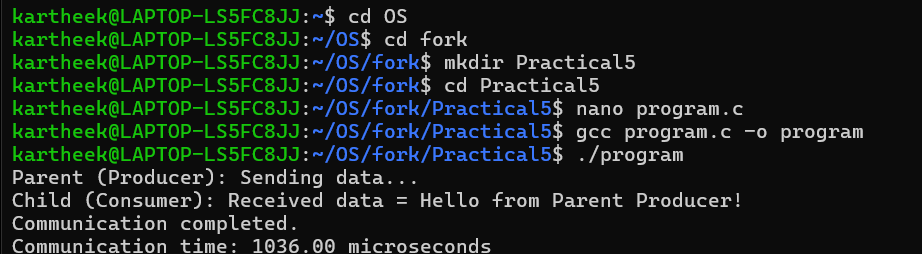 kartheek@LAPTOP-LS5FC8JJ:~$ cd OS
kartheek@LAPTOP-LS5FC8JJ:~/OS$ cd fork
kartheek@LAPTOP-LS5FC8JJ:~/OS/fork$ mkdir Practical5
kartheek@LAPTOP-LS5FC8JJ:~/OS/fork$ cd Practical5
kartheek@LAPTOP-LS5FC8JJ:~/OS/fork/Practical5$ nano program.c
kartheek@LAPTOP-LS5FC8JJ:~/OS/fork/Practical5$ gcc program.c -o program
kartheek@LAPTOP-LS5FC8JJ:~/OS/fork/Practical5$ ./program
Parent (Producer): Sending data...
Child (Consumer): Received data = Hello from Parent Producer!
Communication completed.
Communication time: 1036.00 microseconds